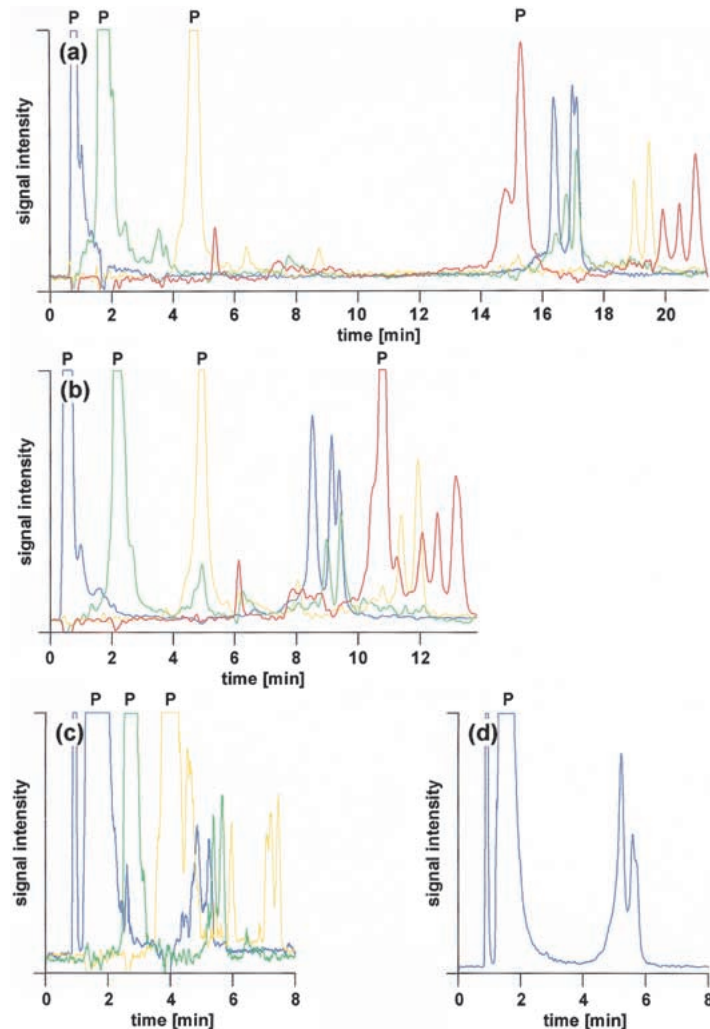 P P P P
(a)
signal intensity
0 2 4 6 8 10 12 14 16 18 20
time [min]
P P P P
(b)
signal intensity
0 2 4 6 8 10 12
time [min]
P P P
(c)
signal intensity
0 2 4 6 8
time [min]
P
(d)
signal intensity
0 2 4 6 8
time [min]